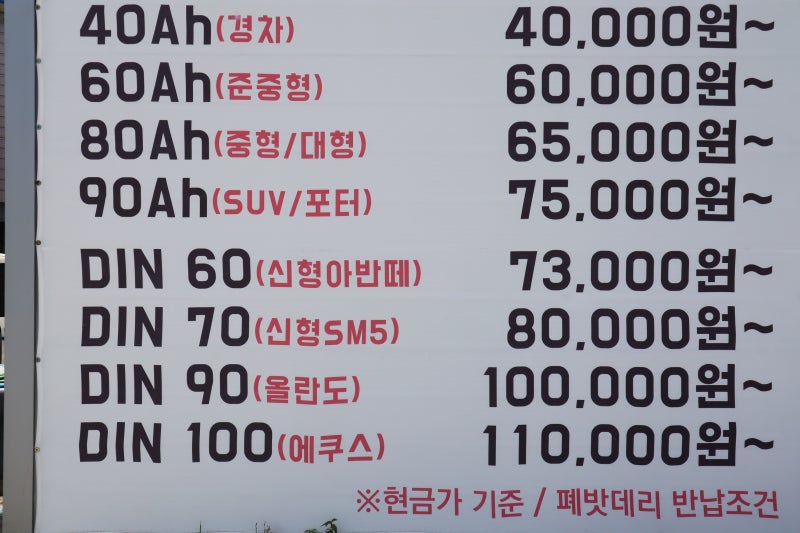 40Ah(경차) 40,000원~
60Ah(준중형) 60,000원~
80Ah(중형/대형) 65,000원~
90Ah(SUV/포터) 75,000원~
DIN 60(신형아반떼) 73,000원~
DIN 70(신형SM5) 80,000원~
DIN 90(올란도) 100,000원~
DIN 100(에쿠스) 110,000원~
※현금가 기준 / 폐밧데리 반납조건